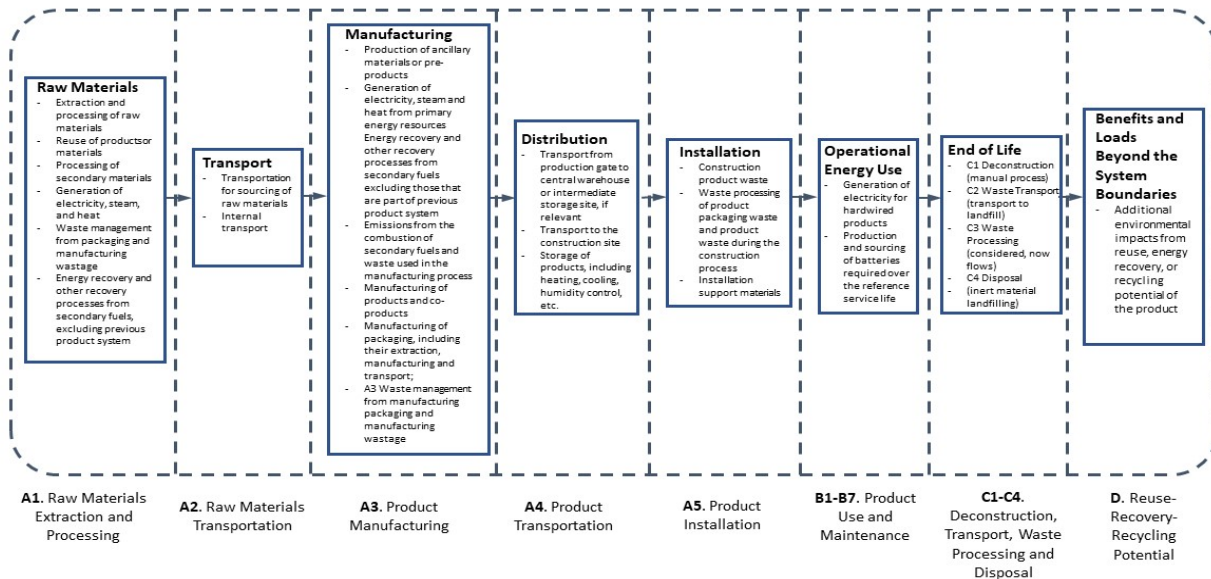 Raw Materials
- Extraction and
processing of raw
materials
- Reuse of productsor
materials
- Processing of
secondary materials
- Generation of
electricity, steam,
and heat
- Waste management
from packaging and
manufacturing
wastage
- Energy recovery and
other recovery
processes from
secondary fuels,
excluding previous
product system
Transport
- Transportation
for sourcing of
raw materials
- Internal
transport
Manufacturing
- Production of ancillary
materials or pre-
products
- Generation of
electricity, steam and
heat from primary
energy resources
Energy recovery and
other recovery
processes from
secondary fuels
excluding those that
are part of previous
product system
- Emissions from the
combustion of
secondary fuels and
waste used in the
manufacturing process
- Manufacturing of
products and co-
products
- Manufacturing of
packaging, including
their extraction,
manufacturing and
transport;
- A3 Waste management
from manufacturing
packaging and
manufacturing
wastage
Distribution
- Transport from
production gate to
central warehouse
or intermediate
storage site, if
relevant
- Transport to the
construction site
- Storage of
products, including
heating, cooling,
humidity control,
etc.
Installation
- Construction
product waste
- Waste processing
of product
packaging waste
and product
waste during the
construction
process
- Installation
support materials
Operational
Energy Use
- Generation of
electricity for
hardwired
products
- Production
and sourcing
of batteries
required over
the reference
service life
End of Life
- C1 Deconstruction
(manual process)
- C2 Waste Transport
(transport to
landfill)
- C3 Waste
Processing
(considered, now
flows)
- C4 Disposal
- (inert material
landfilling)
Benefits and
Loads
Beyond the
System
Boundaries
- Additional
environmental
impacts from
reuse, energy
recovery, or
recycling
potential of
the product
A1. Raw Materials
Extraction and
Processing
A2. Raw Materials
Transportation
A3. Product
Manufacturing
A4. Product
Transportation
A5. Product
Installation
B1-B7. Product
Use and
Maintenance
C1-C4.
Deconstruction,
Transport, Waste
Processing and
Disposal
D. Reuse-
Recovery-
Recycling
Potential